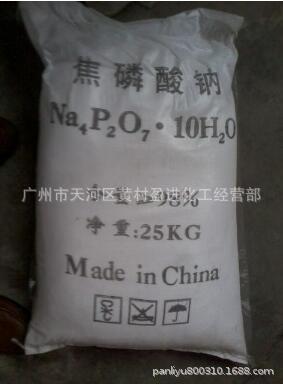 焦磷酸钠
Na₄P₂O₇·10H₂O
广州市天河区黄村盈进化工经营部
98%
净重:25KG
Made in China
panliyu800310.1688.com